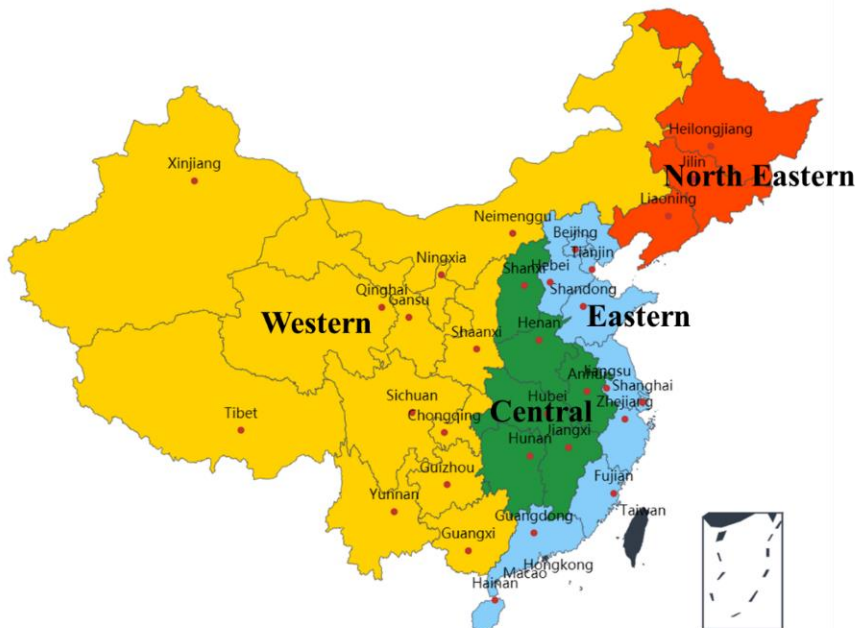 Heilongjiang
Jilin
North Eastern
Liaoning
Xinjiang
Neimenggu
Beijing
Tianjin
Ningxia
Shanxi
Hebei
Qinghai
Gansu
Shandong
Western
Eastern
Shaanxi
Henan
Anhui
Jiangsu
Shanghai
Sichuan
Hubei
Zhejiang
Tibet
Chongqing
Central
Hunan
Jiangxi
Guizhou
Fujian
Yunnan
Taiwan
Guangdong
Guangxi
Hongkong
Macao
Hainan